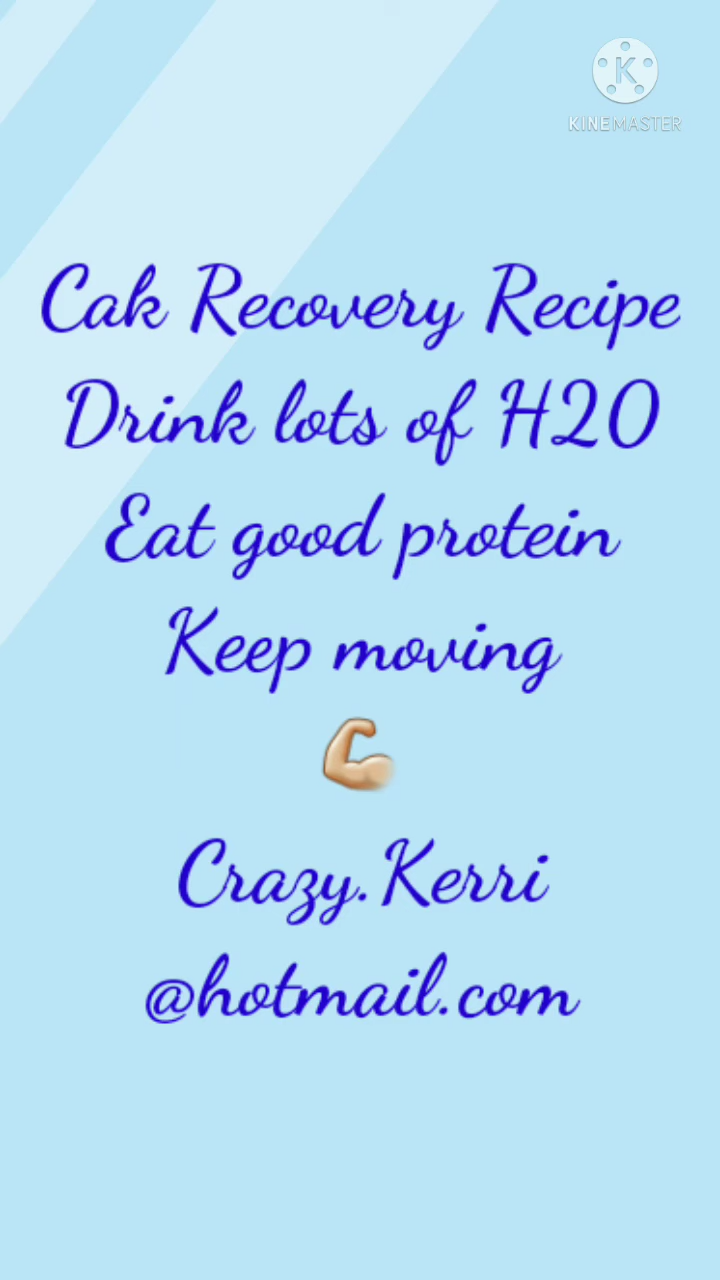 K
KINEMASTER
Cak Recovery Recipe
Drink lots of H2O
Eat good protein
Keep moving
💪🏼
Crazy.Kerri
@hotmail.com